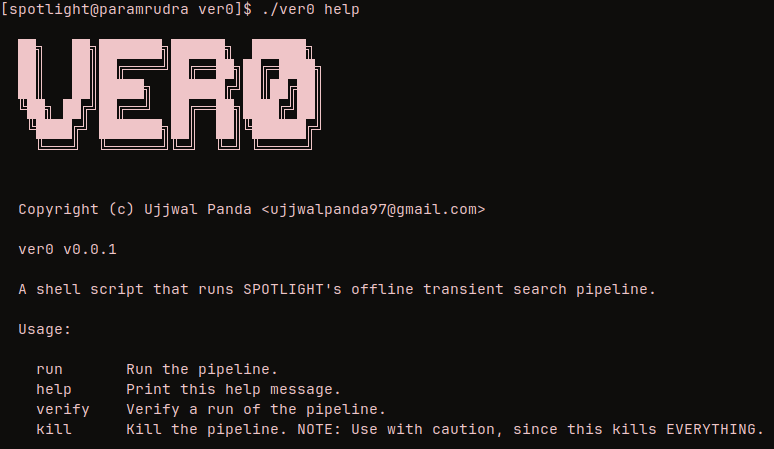 [spotlight@paramrudra ver0]$ ./ver0 help
VER0
Copyright (c) Ujjwal Panda <ujjwalpanda97@gmail.com>
ver0 v0.0.1
A shell script that runs SPOTLIGHT's offline transient search pipeline.
Usage:
run Run the pipeline.
help Print this help message.
verify Verify a run of the pipeline.
kill Kill the pipeline. NOTE: Use with caution, since this kills EVERYTHING.